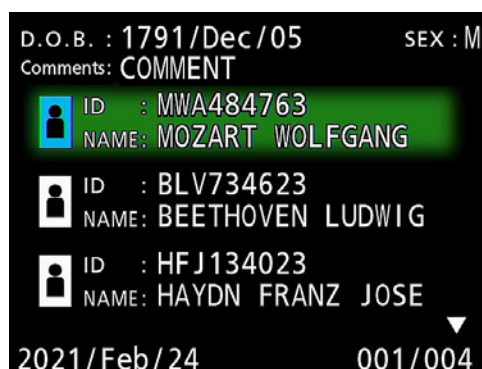 D.O.B. : 1791/Dec/05 SEX : M
Comments: COMMENT
ID : MWA484763
NAME: MOZART WOLFGANG
ID : BLV734623
NAME: BEETHOVEN LUDWIG
ID : HFJ134023
NAME: HAYDN FRANZ JOSE
2021/Feb/24 001/004